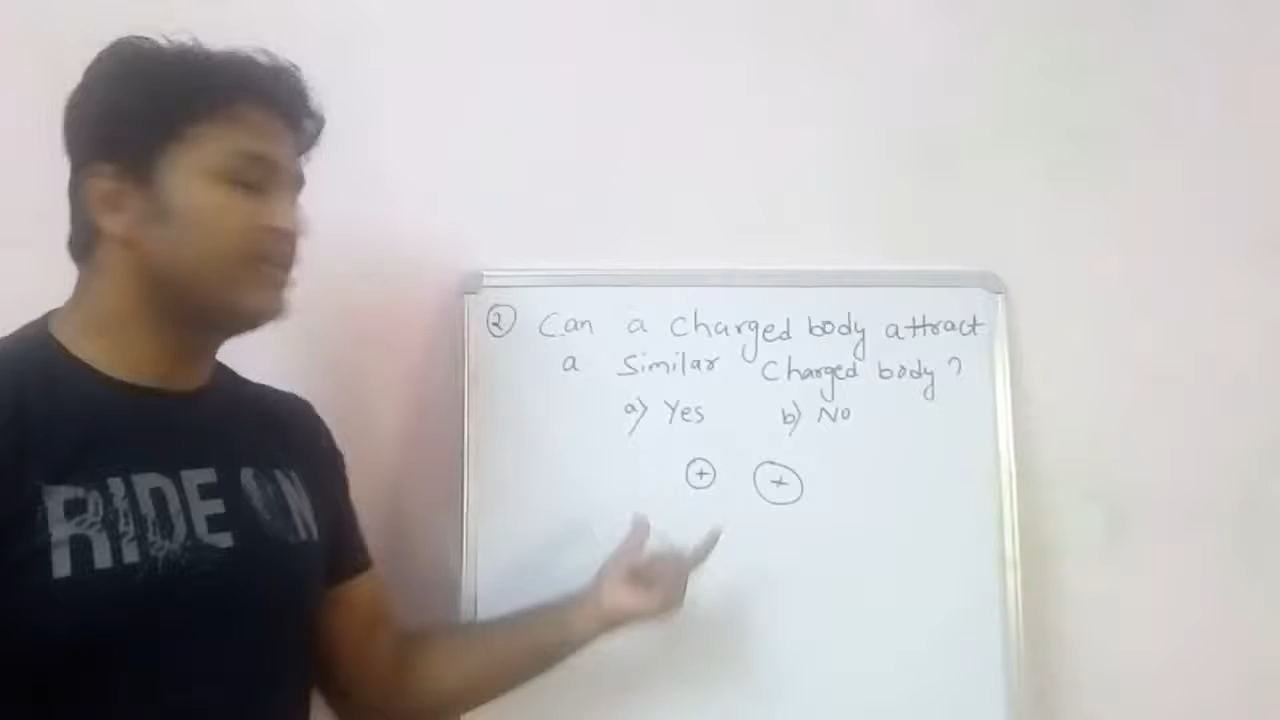 RIDE ON
② Can a charged body attract
a Similar Charged body?
a) Yes b) No
+ +